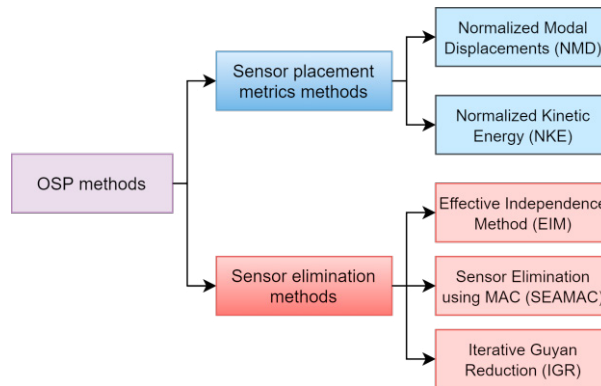 Normalized Modal
Displacements (NMD)
Sensor placement
metrics methods
Normalized Kinetic
Energy (NKE)
OSP methods
Effective Independence
Method (EIM)
Sensor elimination
methods
Sensor Elimination
using MAC (SEAMAC)
Iterative Guyan
Reduction (IGR)